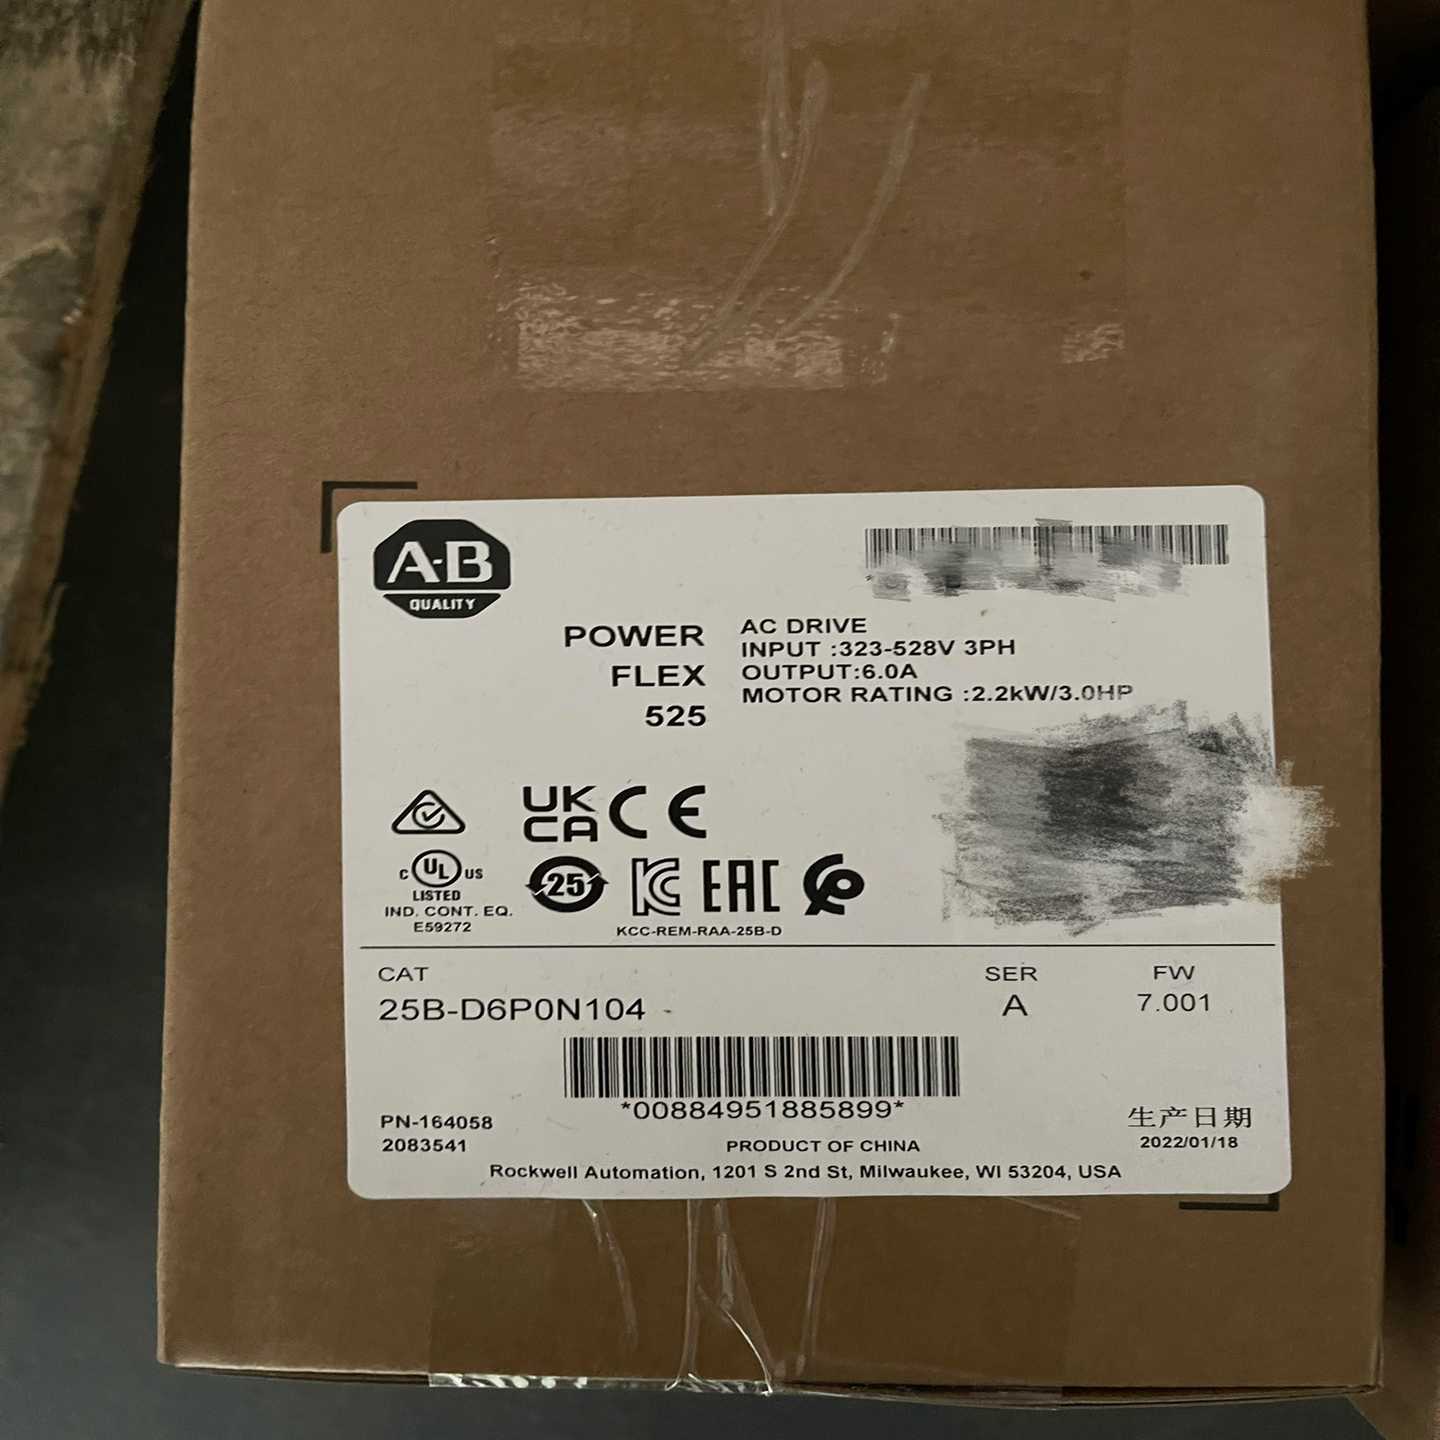 A-B
QUALITY
POWER
FLEX
525
AC DRIVE
INPUT :323-528V 3PH
OUTPUT:6.0A
MOTOR RATING :2.2kW/3.0HP
UK
CA
CE
C UL US
LISTED
IND. CONT. EQ.
E59272
25
KC
EAC
KCC-REM-RAA-25B-D
CAT
SER
FW
25B-D6P0N104
A
7.001
*00884951885899*
PN-164058
2083541
PRODUCT OF CHINA
生产日期
2022/01/18
Rockwell Automation, 1201 S 2nd St, Milwaukee, WI 53204, USA